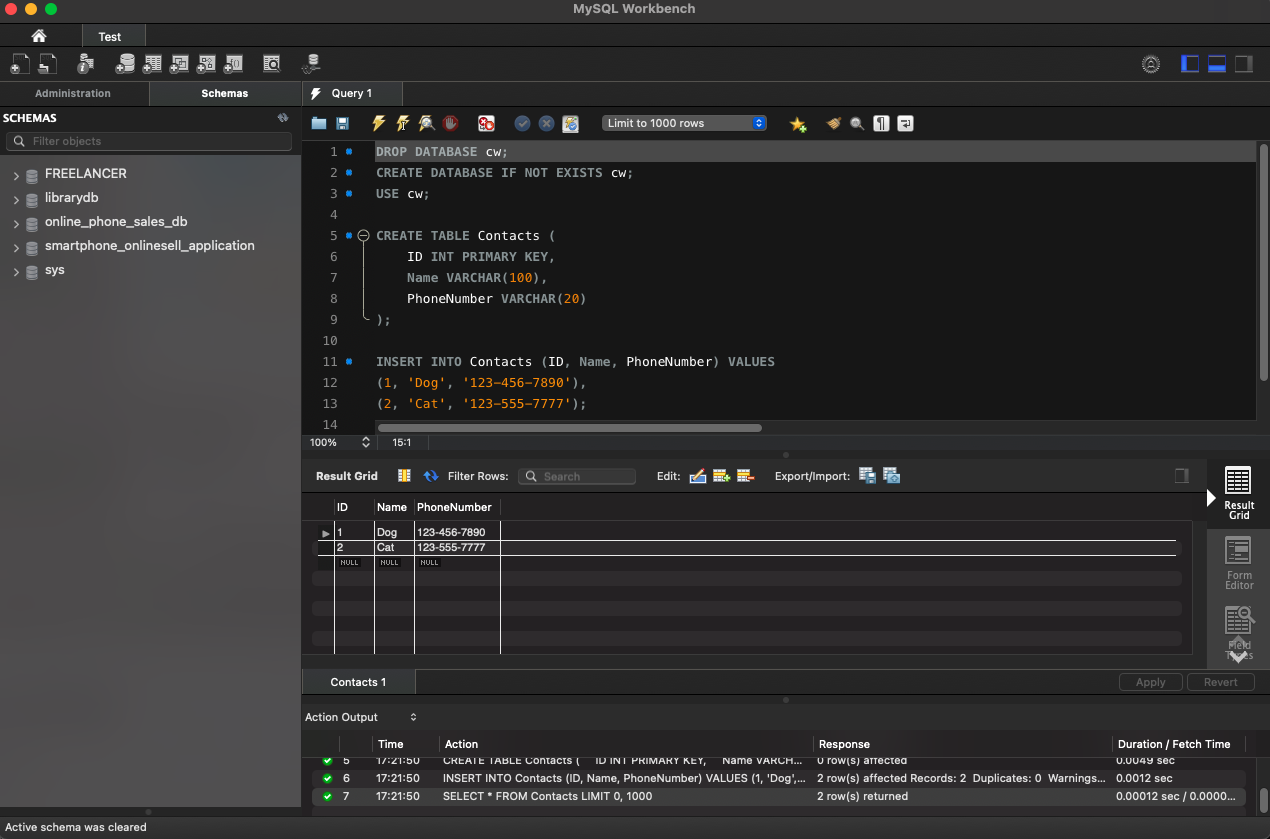 MySQL Workbench
Test
Administration
Schemas
Query 1
SCHEMAS
Filter objects
FREELANCER
librarydb
online_phone_sales_db
smartphone_onlinesell_application
sys
Limit to 1000 rows
1 DROP DATABASE cw;
2 CREATE DATABASE IF NOT EXISTS cw;
3 USE cw;
4
5 CREATE TABLE Contacts (
6 ID INT PRIMARY KEY,
7 Name VARCHAR(100),
8 PhoneNumber VARCHAR(20)
9 );
10
11 INSERT INTO Contacts (ID, Name, PhoneNumber) VALUES
12 (1, 'Dog', '123-456-7890'),
13 (2, 'Cat', '123-555-7777');
14
100% 15:1
Result Grid Filter Rows: Search Edit: Export/Import:
ID Name PhoneNumber
1 Dog 123-456-7890
2 Cat 123-555-7777
NULL NULL NULL
Result
Grid
Form
Editor
Field
Types
Contacts 1
Apply Revert
Action Output
Time Action Response Duration / Fetch Time
5 17:21:50 CREATE TABLE Contacts ( ID INT PRIMARY KEY, Name VARCH... 0 row(s) affected 0.0049 sec
6 17:21:50 INSERT INTO Contacts (ID, Name, PhoneNumber) VALUES (1, 'Dog',... 2 row(s) affected Records: 2 Duplicates: 0 Warnings... 0.0012 sec
7 17:21:50 SELECT * FROM Contacts LIMIT 0, 1000 2 row(s) returned 0.00012 sec / 0.0000...
Active schema was cleared